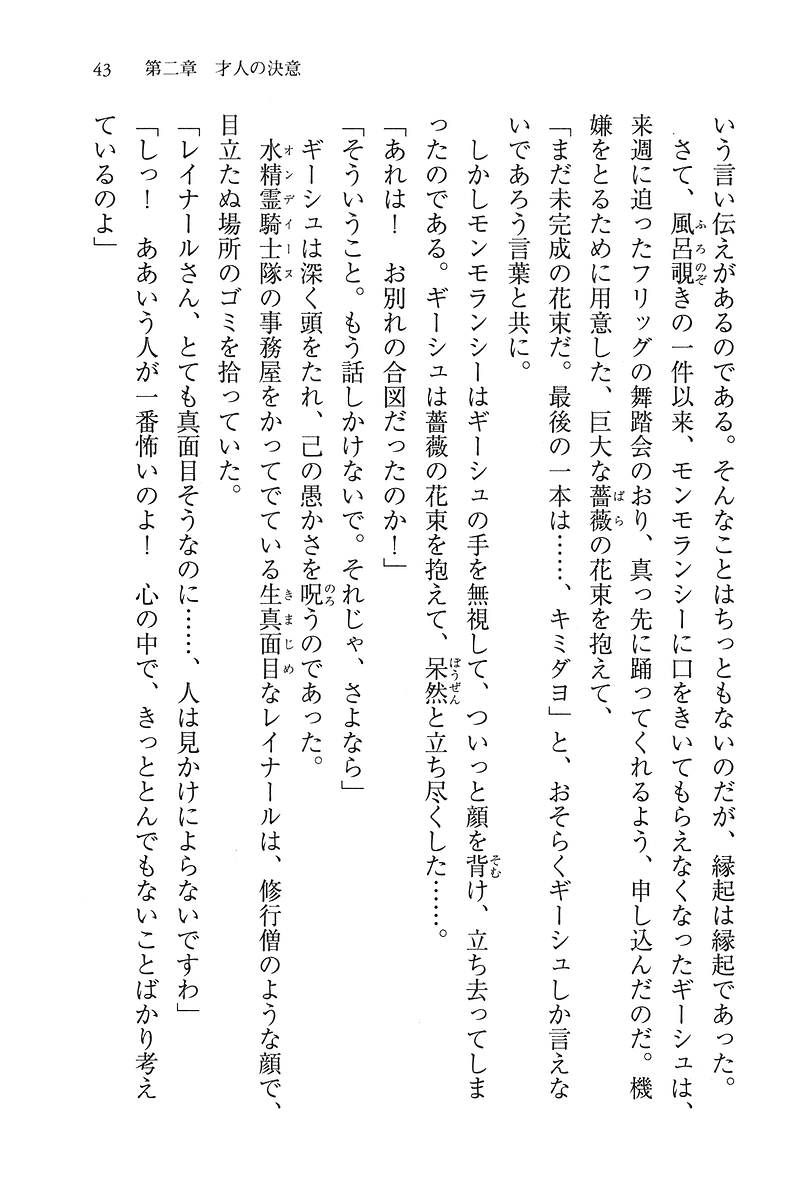 43　第二章　才人の決意
いう言い伝えがあるのである。そんなことはちっともないのだが、縁起は縁起であった。
　さて、風呂覗きの一件以来、モンモランシーに口をきいてもらえなくなったギーシュは、
来週に迫ったフリッグの舞踏会のおり、真っ先に踊ってくれるよう、申し込んだのだ。機
嫌をとるために用意した、巨大な薔薇の花束を抱えて、
「まだ未完成の花束だ。最後の一本は……、キミダヨ」と、おそらくギーシュしか言えな
いであろう言葉と共に。
　しかしモンモランシーはギーシュの手を無視して、ついっと顔を背け、立ち去ってしま
ったのである。ギーシュは薔薇の花束を抱えて、呆然と立ち尽くした……。
「あれは！　お別れの合図だったのか！」
「そういうこと。もう話しかけないで。それじゃ、さよなら」
　ギーシュは深く頭をたれ、己の愚かさを呪うのであった。
　水精霊騎士隊の事務屋をかってでている生真面目なレイナールは、修行僧のような顔で、
目立たぬ場所のゴミを拾っていた。
「レイナールさん、とても真面目そうなのに……、人は見かけによらないですわ」
「しっ！　ああいう人が一番怖いのよ！　心の中で、きっととんでもないことばかり考え
ているのよ」